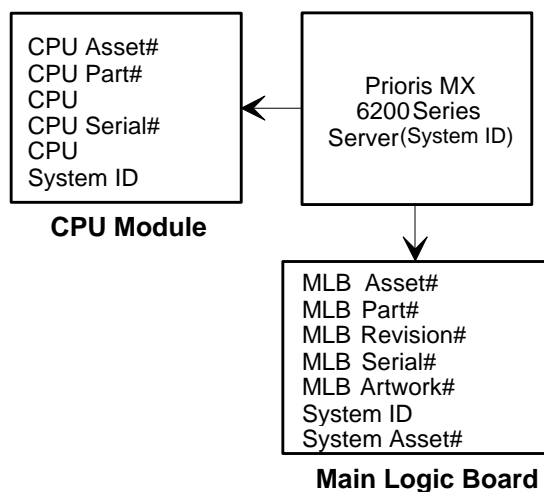 CPU Asset#
CPU Part#
CPU
CPU Serial#
CPU
System ID
CPU Module
Prioris MX
6200 Series
Server(System ID)
MLB Asset#
MLB Part#
MLB Revision#
MLB Serial#
MLB Artwork#
System ID
System Asset#
Main Logic Board